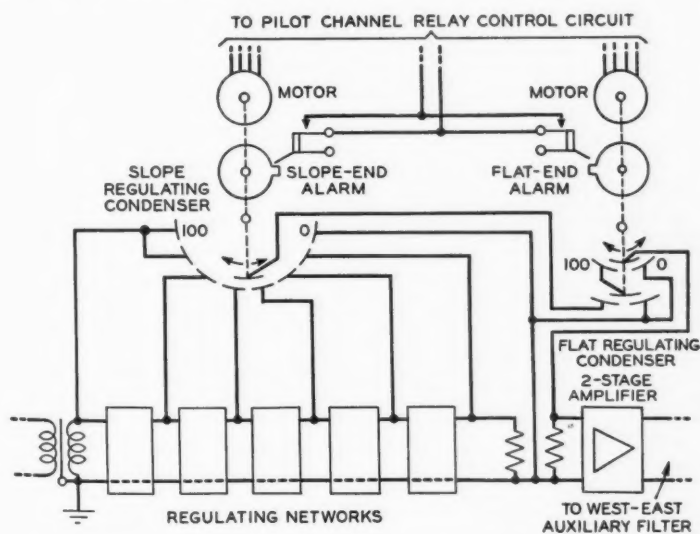 TO PILOT CHANNEL RELAY CONTROL CIRCUIT
MOTOR
MOTOR
SLOPE
REGULATING
CONDENSER
SLOPE-END
ALARM
FLAT-END
ALARM
100
0
100
0
FLAT REGULATING
CONDENSER
2-STAGE
AMPLIFIER
REGULATING NETWORKS
TO WEST-EAST
AUXILIARY FILTER